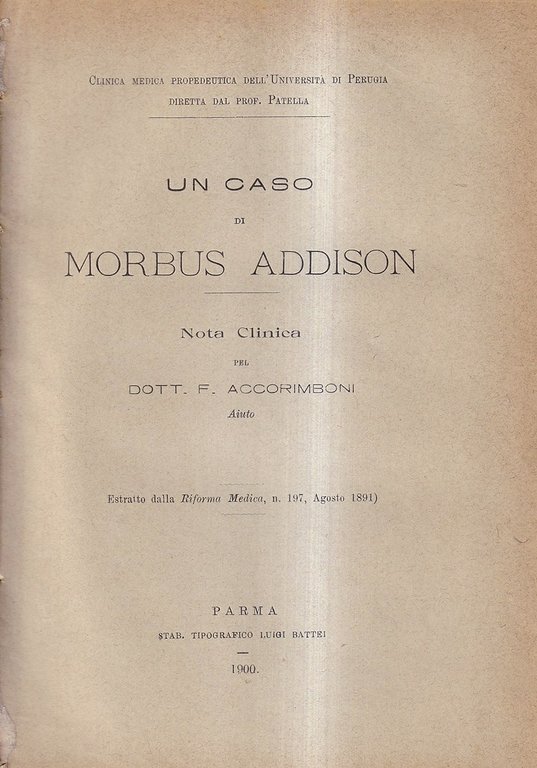 CLINICA MEDICA PROPEDEUTICA DELL'UNIVERSITÀ DI PERUGIA
DIRETTA DAL PROF. PATELLA
UN CASO
DI
MORBUS ADDISON
Nota Clinica
PEL
DOTT. F. ACCORIMBONI
Aiuto
Estratto dalla Riforma Medica, n. 197, Agosto 1891)
PARMA
STAB. TIPOGRAFICO LUIGI BATTEI
1900.